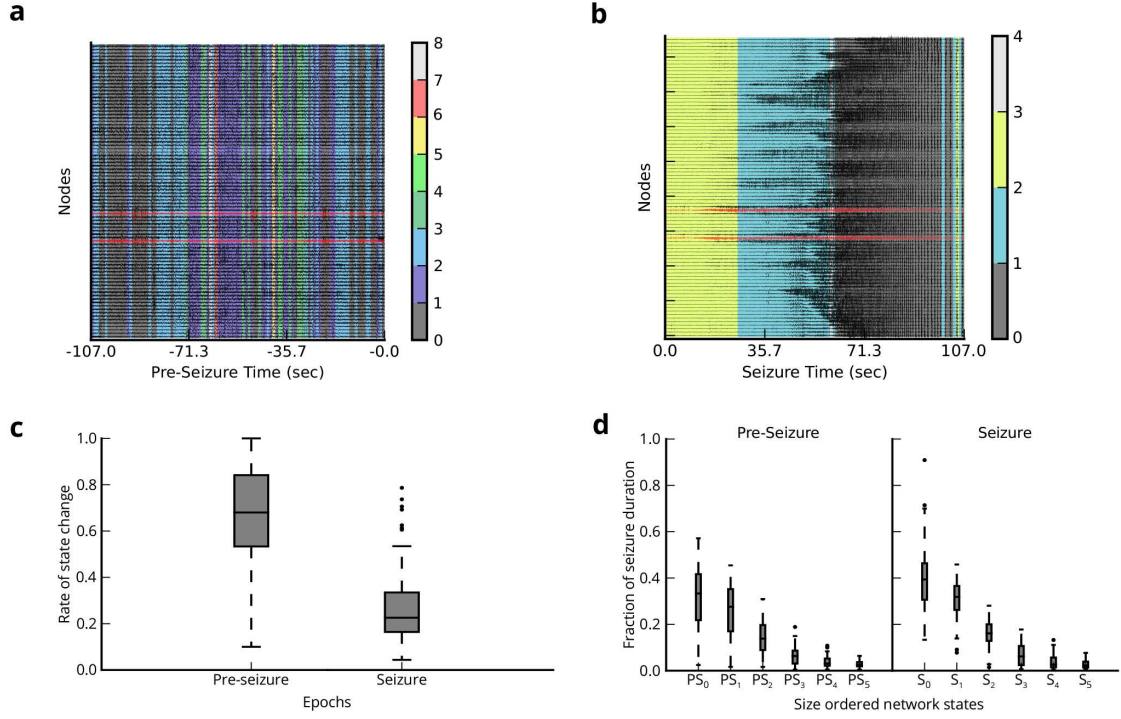 a
8
7
6
5
4
3
2
1
0
Nodes
-107.0 -71.3 -35.7 -0.0
Pre-Seizure Time (sec)
b
4
3
2
1
0
Nodes
0.0 35.7 71.3 107.0
Seizure Time (sec)
c
1.0
0.8
0.6
0.4
0.2
0.0
Rate of state change
Pre-seizure Seizure
Epochs
d
Pre-Seizure Seizure
1.0
0.8
0.6
0.4
0.2
0.0
Fraction of seizure duration
PS₀ PS₁ PS₂ PS₃ PS₄ PS₅ S₀ S₁ S₂ S₃ S₄ S₅
Size ordered network states